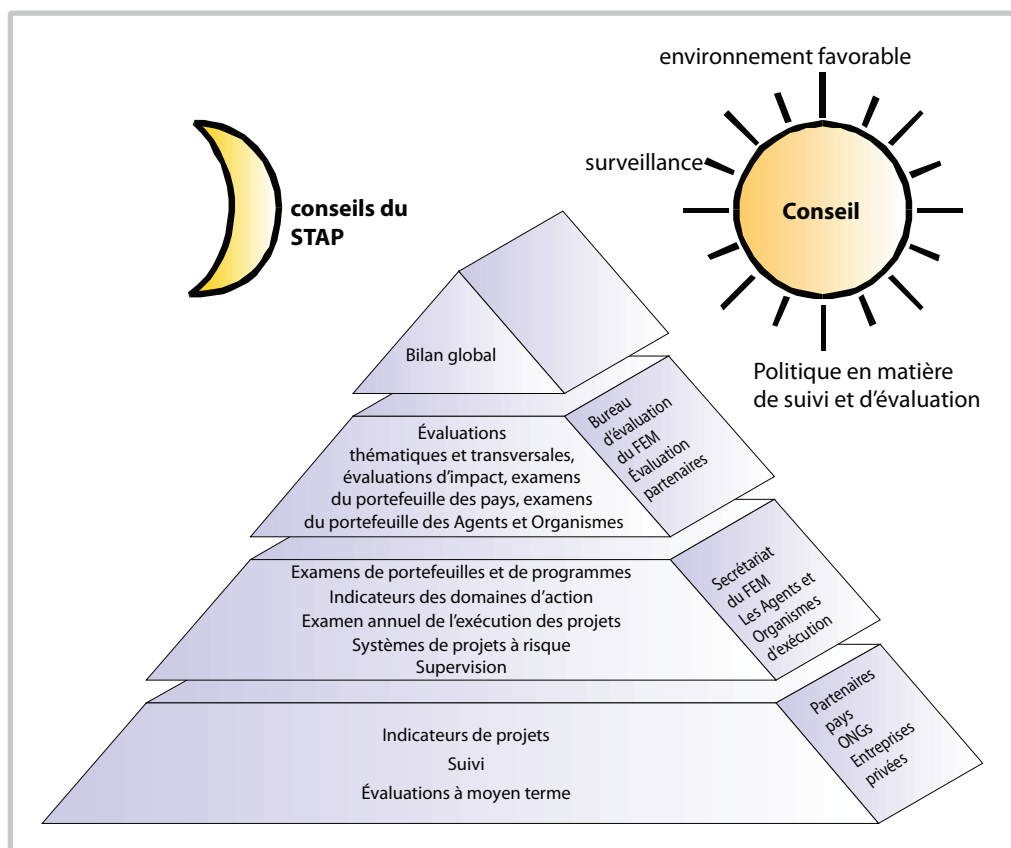 environnement favorable
surveillance
Conseil
conseils du
STAP
Politique en matière
de suivi et d'évaluation
Bilan global
Évaluations
thématiques et transversales,
évaluations d'impact, examens
du portefeuille des pays, examens
du portefeuille des Agents et Organismes
Bureau
d'évaluation
du FEM
Évaluation
partenaires
Examens de portefeuilles et de programmes
Indicateurs des domaines d'action
Examen annuel de l'exécution des projets
Systèmes de projets à risque
Supervision
Secrétariat
du FEM
Les Agents et
Organismes
d'exécution
Indicateurs de projets
Suivi
Évaluations à moyen terme
Partenaires
pays
ONGs
Entreprises
privées